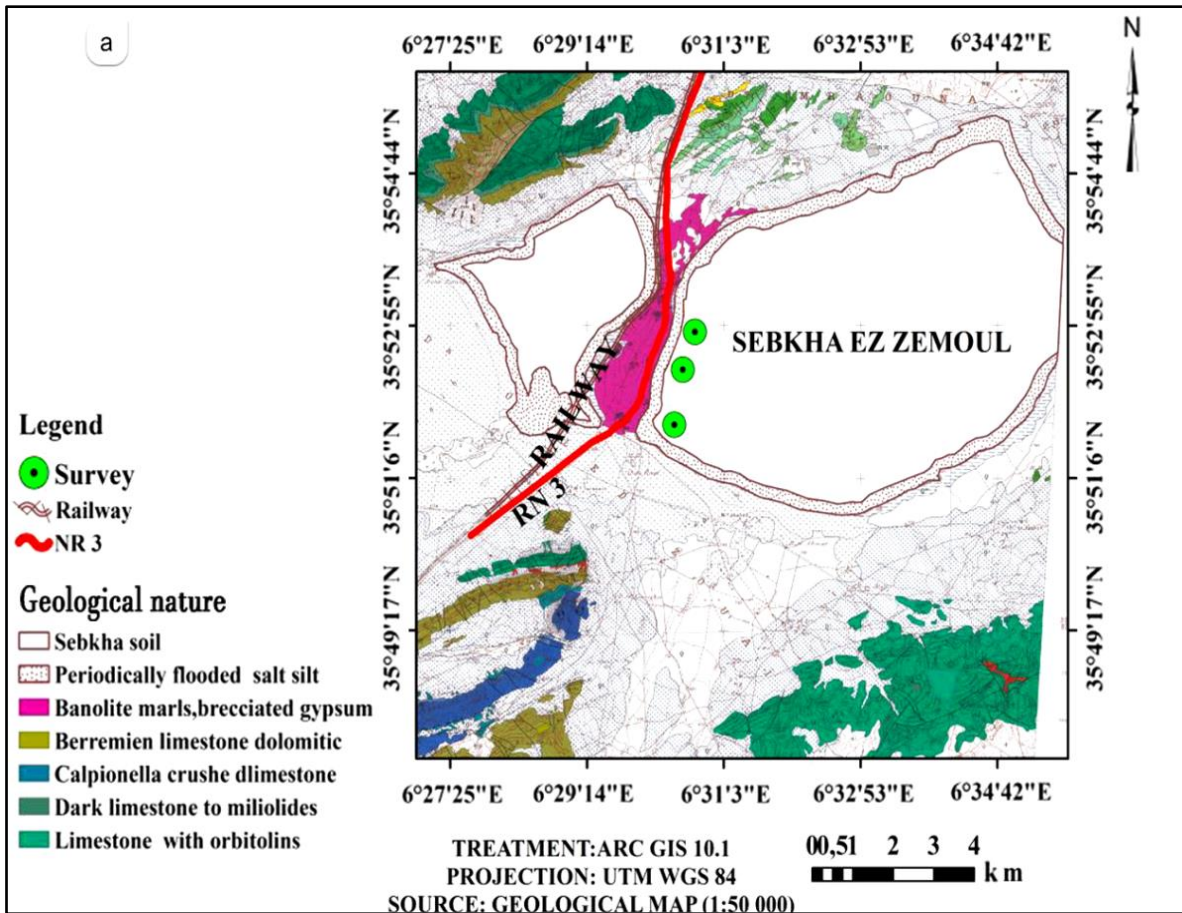 a
N
6°27'25"E 6°29'14"E 6°31'3"E 6°32'53"E 6°34'42"E
35°54'44"N
35°52'55"N
35°51'6"N
35°49'17"N
35°54'44"N
35°52'55"N
35°51'6"N
35°49'17"N
M H A O U N A
SEBKHA EZ ZEMOUL
RAILWAY
RN 3
Legend
Survey
Railway
NR 3
Geological nature
Sebkha soil
Periodically flooded salt silt
Banolite marls,brecciated gypsum
Berremien limestone dolomitic
Calpionella crushe dlimestone
Dark limestone to miliolides
Limestone with orbitolins
6°27'25"E 6°29'14"E 6°31'3"E 6°32'53"E 6°34'42"E
TREATMENT:ARC GIS 10.1
PROJECTION: UTM WGS 84
SOURCE: GEOLOGICAL MAP (1:50 000)
00,51 2 3 4
km